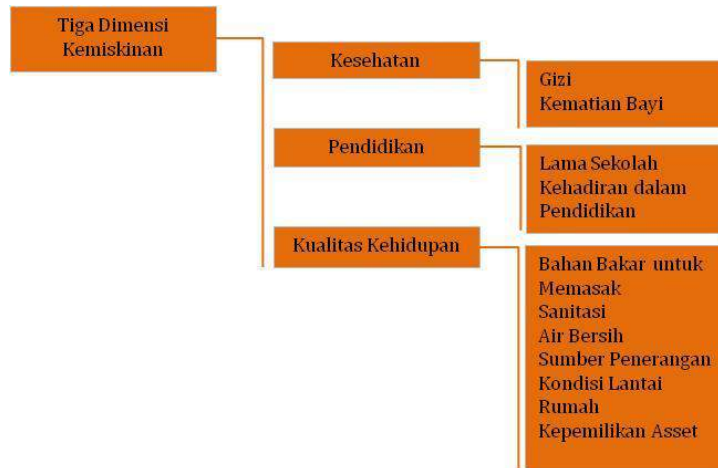 Tiga Dimensi
Kemiskinan
Kesehatan
Gizi
Kematian Bayi
Pendidikan
Lama Sekolah
Kehadiran dalam
Pendidikan
Kualitas Kehidupan
Bahan Bakar untuk
Memasak
Sanitasi
Air Bersih
Sumber Penerangan
Kondisi Lantai
Rumah
Kepemilikan Asset